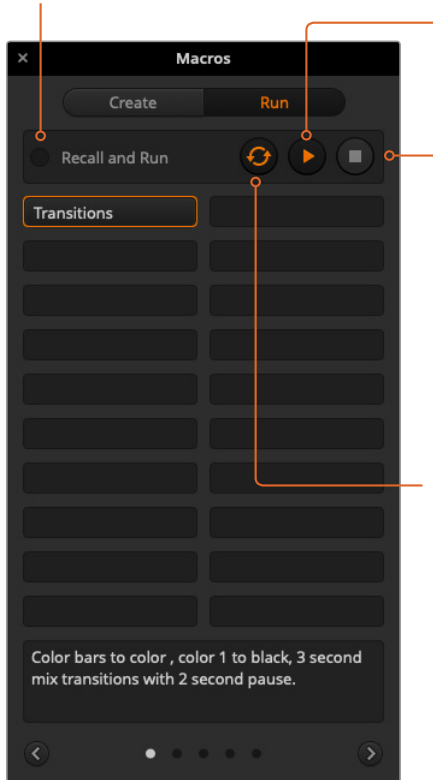 Macros
Create Run
Recall and Run
Transitions
Color bars to color , color 1 to black, 3 second
mix transitions with 2 second pause.